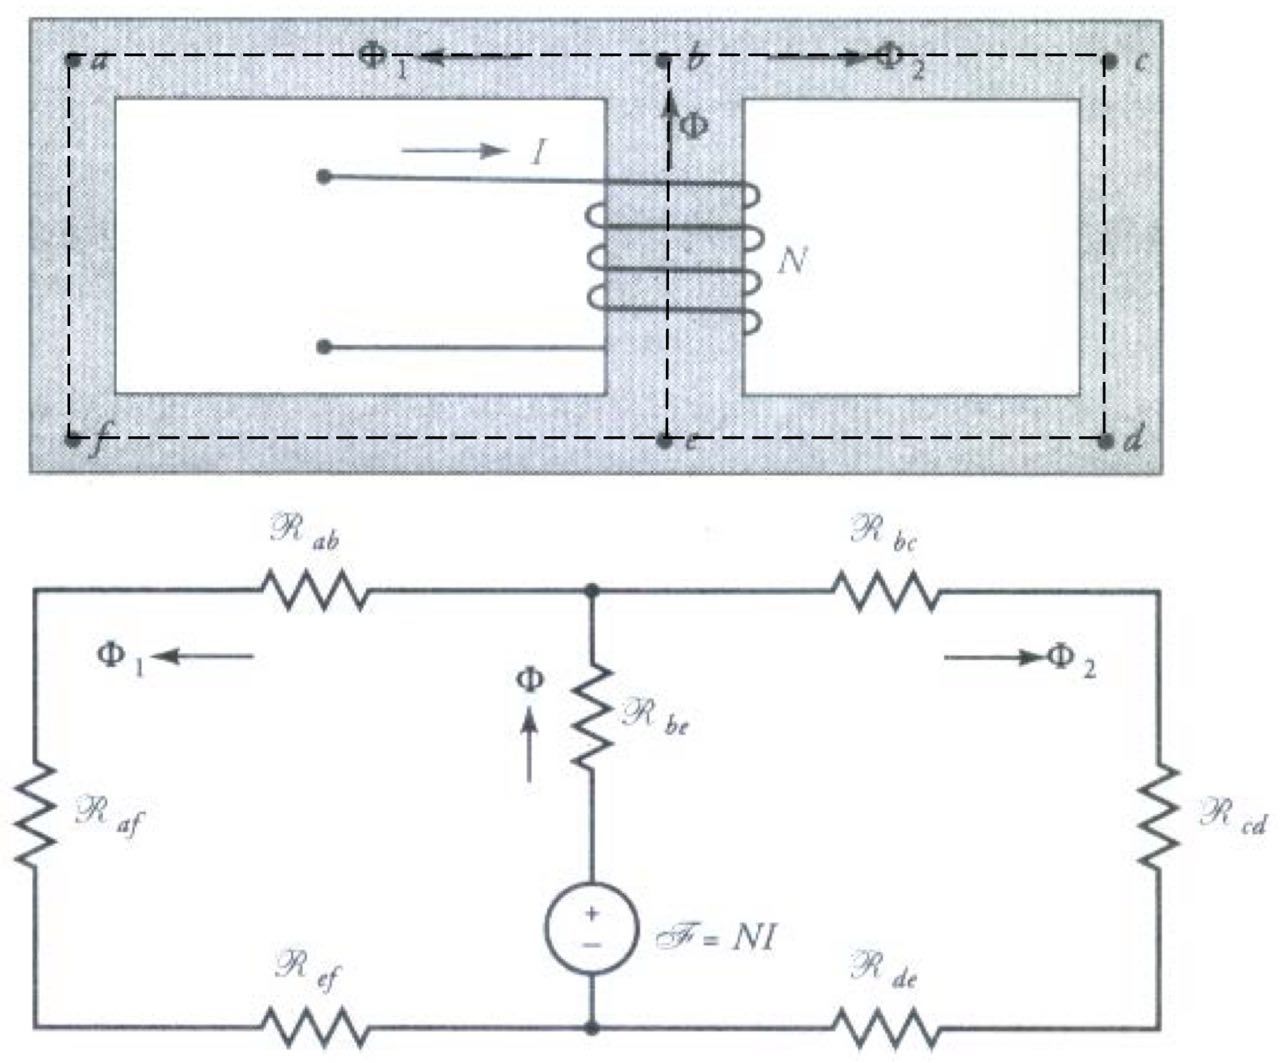 a Φ1 b Φ2 c
Φ
I
N
f e d
ℛab ℛbc
Φ1 Φ Φ2
ℛbe
ℛaf ℛcd
+
− ℱ = NI
ℛef ℛde